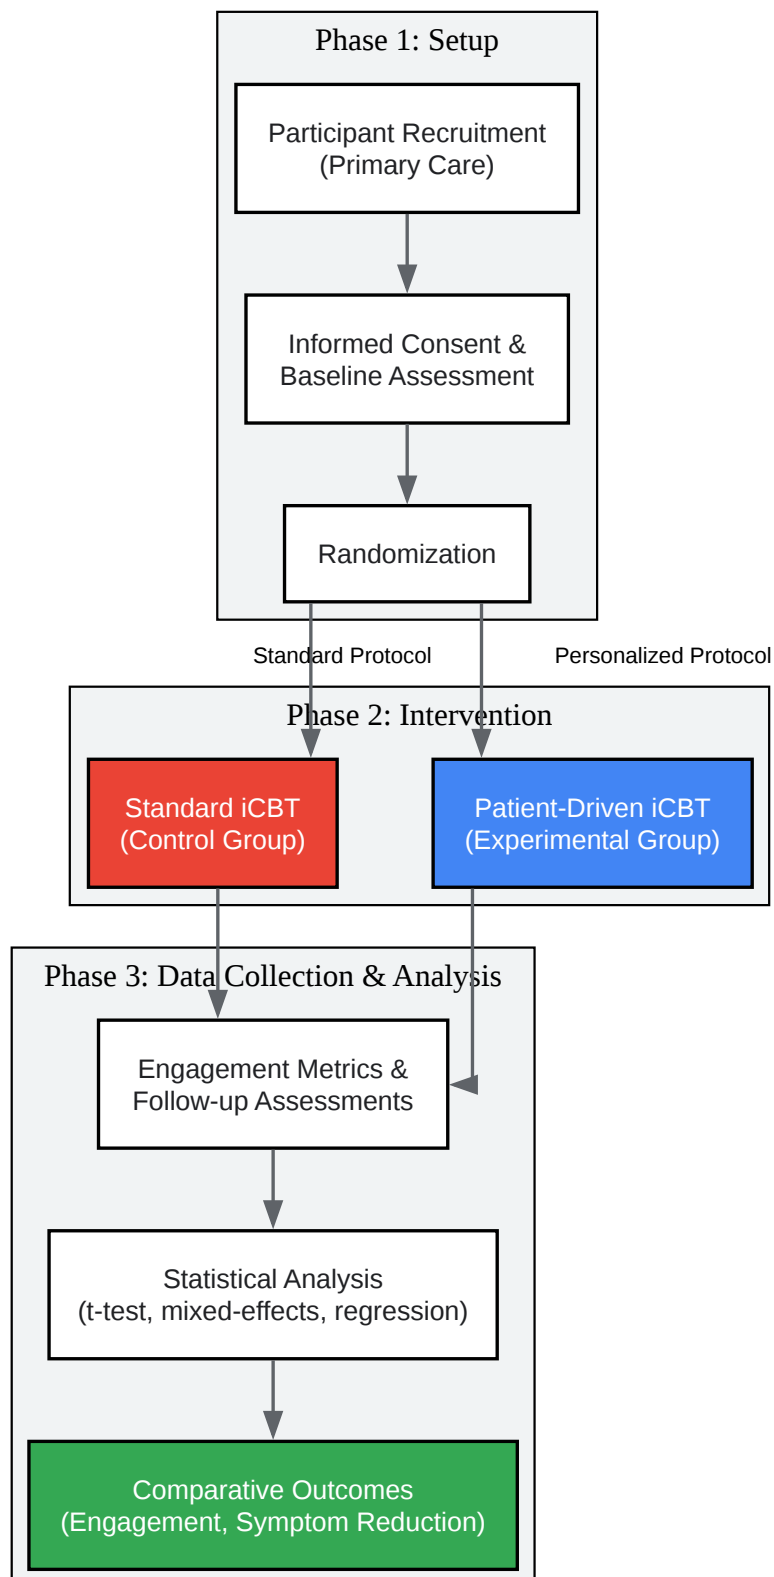 Phase 1: Setup
Participant Recruitment
(Primary Care)
Informed Consent &
Baseline Assessment
Randomization
Standard Protocol
Personalized Protocol
Phase 2: Intervention
Standard iCBT
(Control Group)
Patient-Driven iCBT
(Experimental Group)
Phase 3: Data Collection & Analysis
Engagement Metrics &
Follow-up Assessments
Statistical Analysis
(t-test, mixed-effects, regression)
Comparative Outcomes
(Engagement, Symptom Reduction)